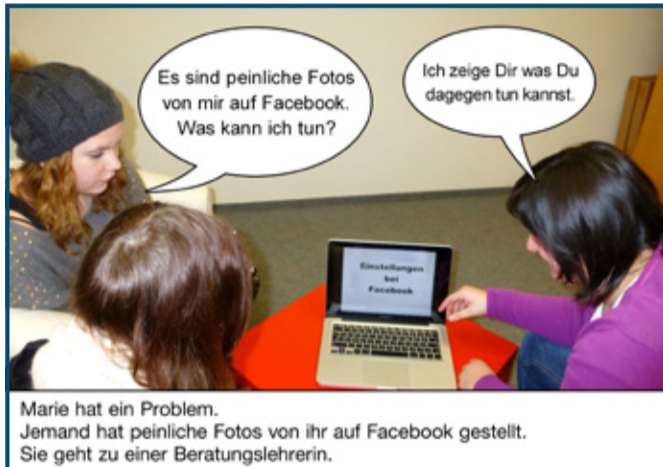 Es sind peinliche Fotos
von mir auf Facebook.
Was kann ich tun?
Ich zeige Dir was Du
dagegen tun kannst.
Einstellungen
bei
Facebook
Marie hat ein Problem.
Jemand hat peinliche Fotos von ihr auf Facebook gestellt.
Sie geht zu einer Beratungslehrerin.